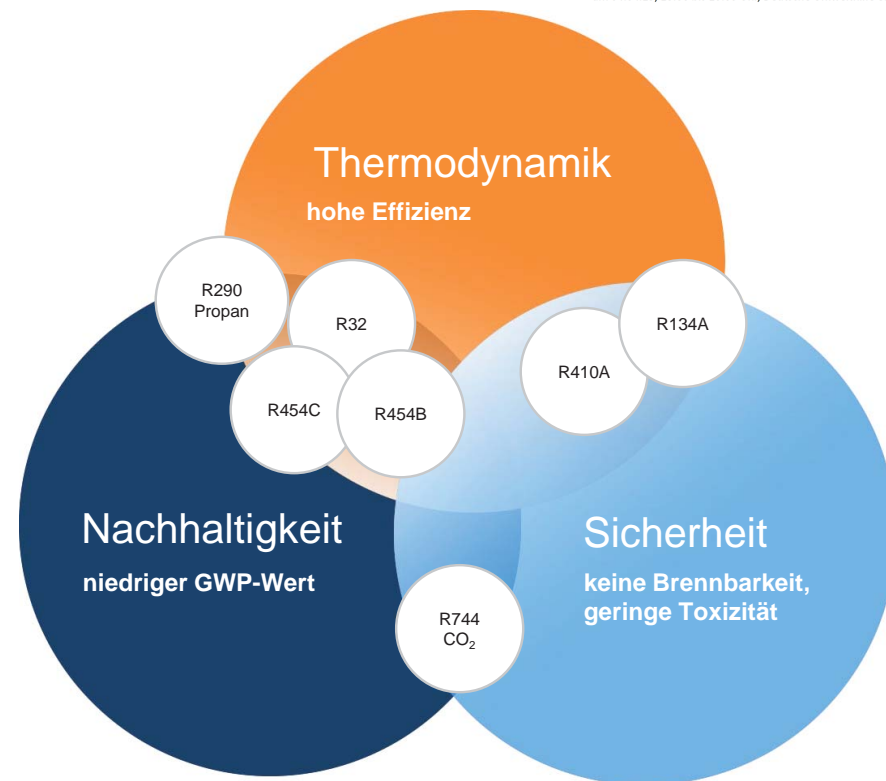 Thermodynamik
hohe Effizienz
R290
Propan
R32
R134A
R410A
R454C
R454B
Nachhaltigkeit
niedriger GWP-Wert
Sicherheit
keine Brennbarkeit,
geringe Toxizität
R744
CO₂